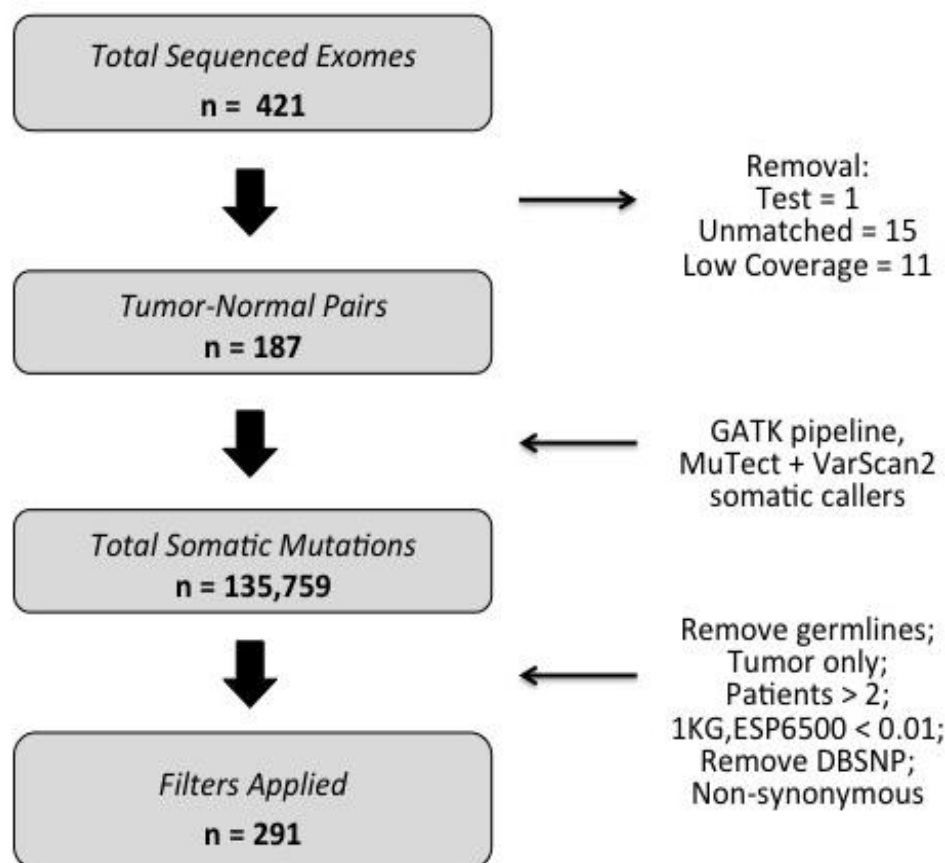 Total Sequenced Exomes
n = 421
Removal:
Test = 1
Unmatched = 15
Low Coverage = 11
Tumor-Normal Pairs
n = 187
GATK pipeline,
MuTect + VarScan2
somatic callers
Total Somatic Mutations
n = 135,759
Remove germlines;
Tumor only;
Patients > 2;
1KG,ESP6500 < 0.01;
Remove DBSNP;
Non-synonymous
Filters Applied
n = 291